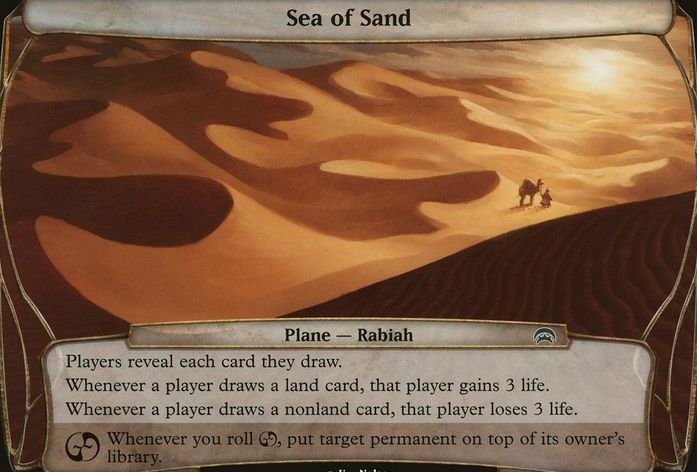 Sea of Sand
Plane — Rabiah
Players reveal each card they draw.
Whenever a player draws a land card, that player gains 3 life.
Whenever a player draws a nonland card, that player loses 3 life.
Whenever you roll , put target permanent on top of its owner's
library.